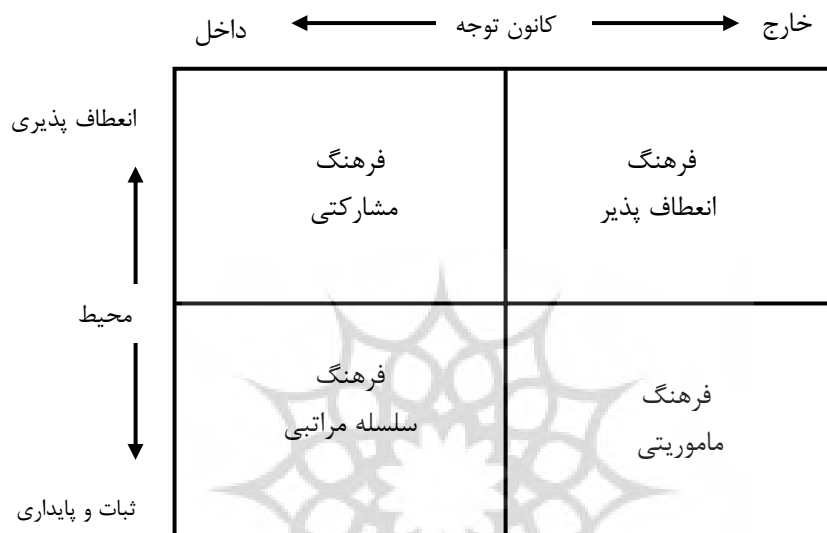 خارج
کانون توجه
داخل
انعطاف پذیری
فرهنگ
انعطاف پذیر
فرهنگ
مشارکتی
محیط
فرهنگ
ماموریتی
فرهنگ
سلسله مراتبی
ثبات و پایداری